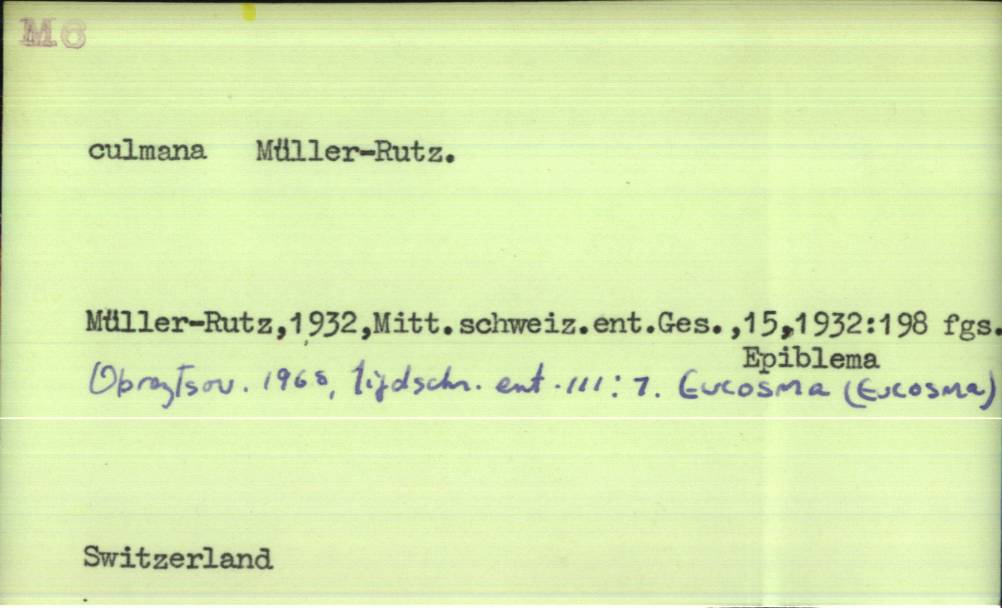 M6
culmana Müller-Rutz.
Müller-Rutz,1932,Mitt.schweiz.ent.Ges.,15,1932:198 fgs.
Epiblema
Obraztsov. 1968, tijdschr. ent. 111: 7. Eucosma (Eucosma)
Switzerland